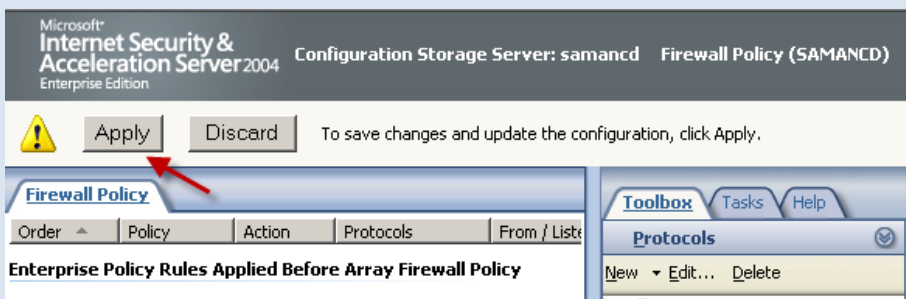 Microsoft®
Internet Security &
Acceleration Server 2004
Enterprise Edition
Configuration Storage Server: samancd Firewall Policy (SAMANCD)
Apply Discard To save changes and update the configuration, click Apply.
Firewall Policy
Toolbox Tasks Help
Order Policy Action Protocols From / Liste
Protocols
Enterprise Policy Rules Applied Before Array Firewall Policy
New Edit... Delete